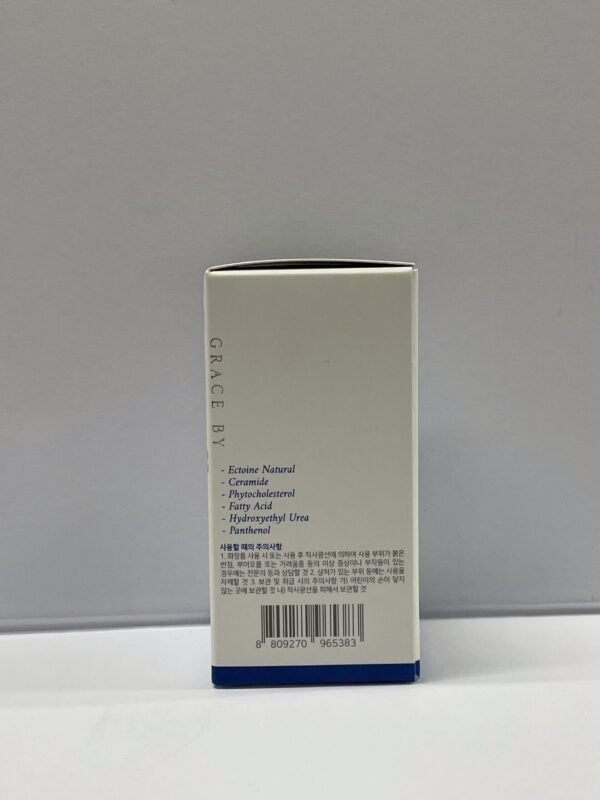 GRACE BY
- Ectoine Natural
- Ceramide
- Phytocholesterol
- Fatty Acid
- Hydroxyethyl Urea
- Panthenol
사용할 때의 주의사항
1. 화장품 사용 시 또는 사용 후 직사광선에 의하여 사용 부위가 붉은
반점, 부어오름 또는 가려움증 등의 이상 증상이나 부작용이 있는
경우에는 전문의 등과 상담할 것 2. 상처가 있는 부위 등에는 사용을
자제할 것 3. 보관 및 취급 시의 주의사항 가) 어린이의 손이 닿지
않는 곳에 보관할 것 나) 직사광선을 피해서 보관할 것
8 809270 965383